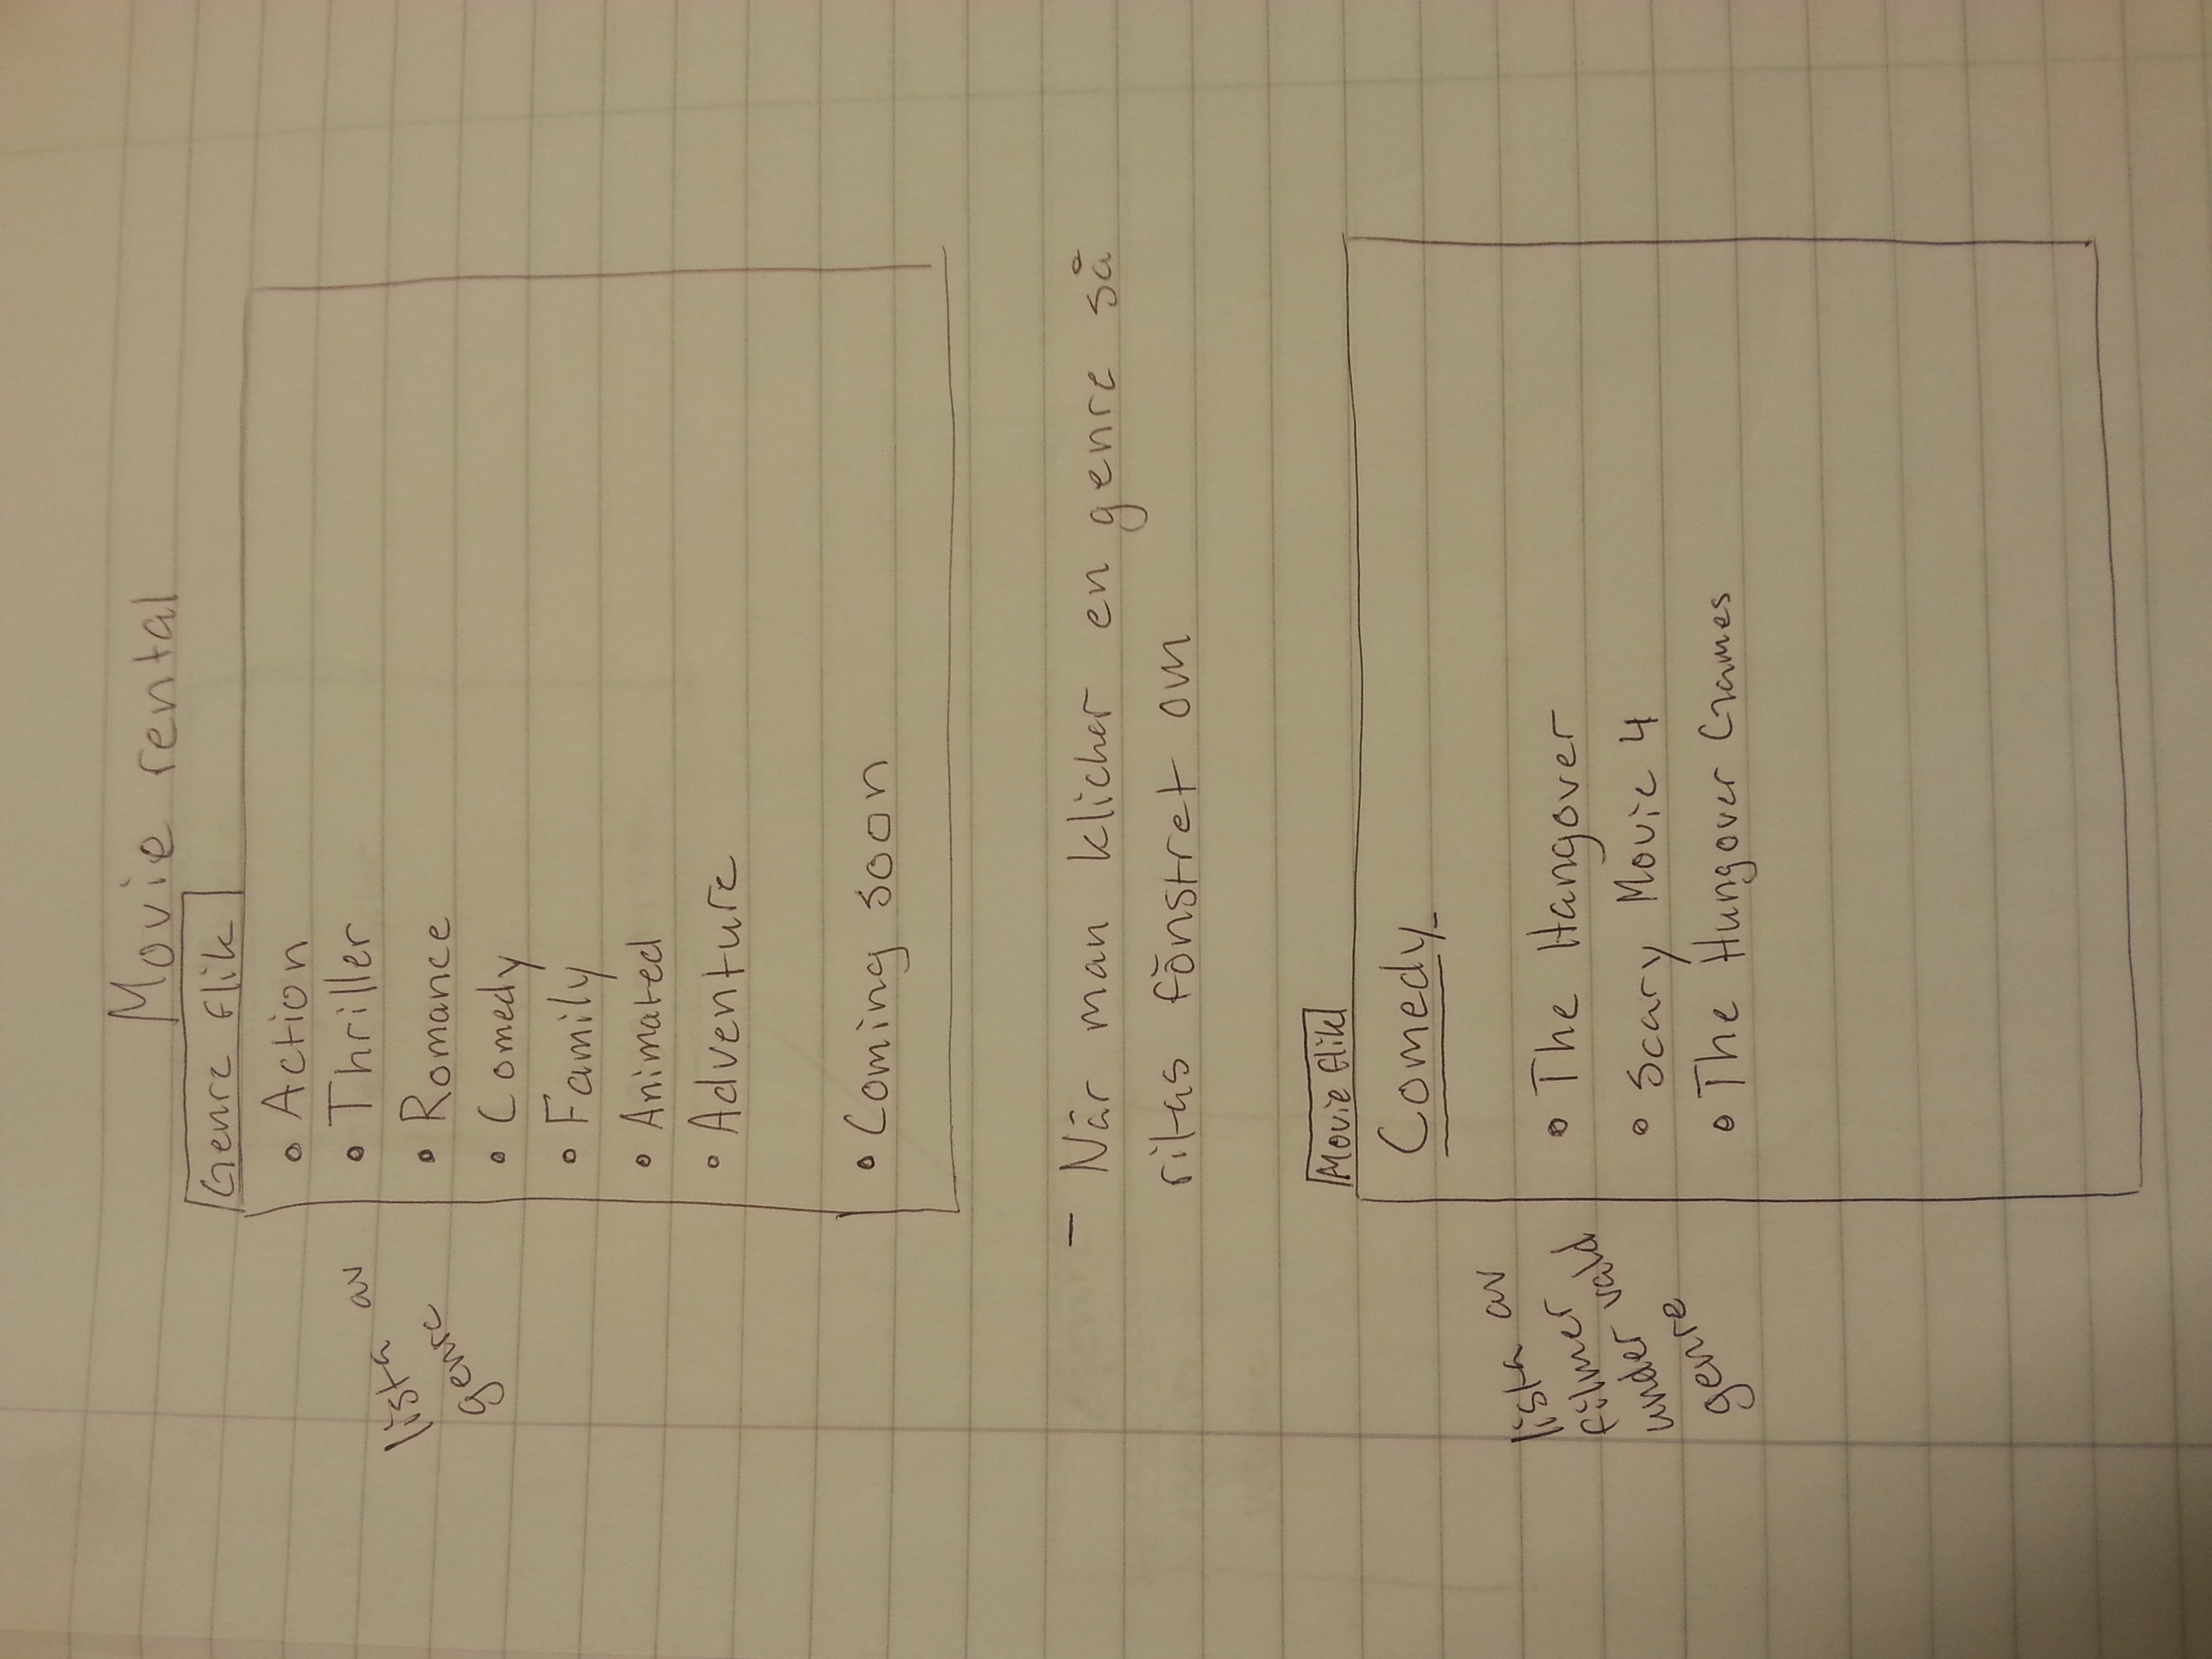 Movie rental
Genre flik
• Action
• Thriller
• Romance
• Comedy
• Family
• Animated
• Adventure
• Coming soon
lista av
genre
- När man klicker en genre så
ritas fönstret om
Movie flik
Comedy
• The Hangover
• Scary Movie 4
• The Hungover Games
lista av
filmer
under vald
genre